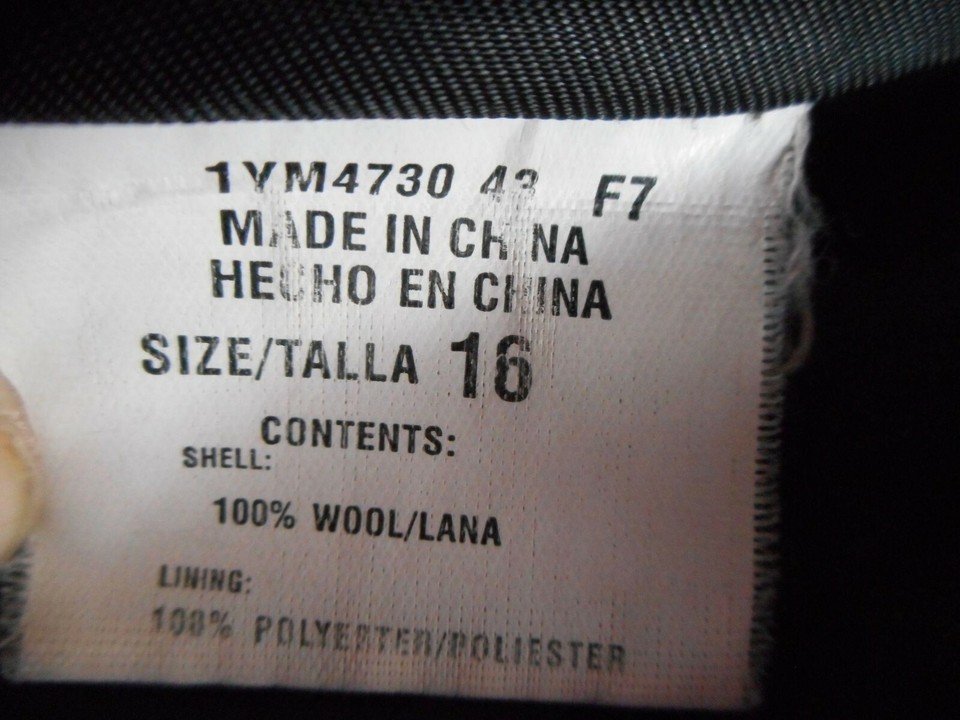 1YM4730 43 F7
MADE IN CHINA
HECHO EN CHINA
SIZE/TALLA 16
CONTENTS:
SHELL:
100% WOOL/LANA
LINING:
100% POLYESTER/POLIESTER